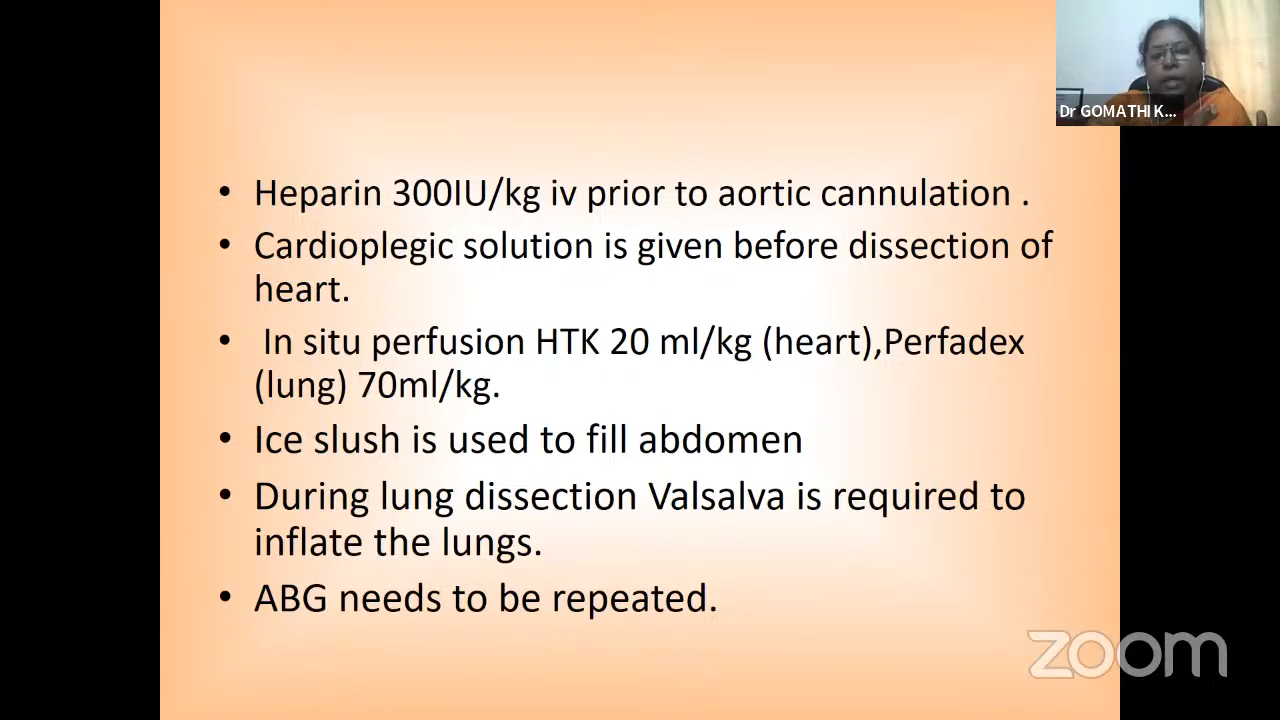 Dr GOMATHI K...
• Heparin 300IU/kg iv prior to aortic cannulation .
• Cardioplegic solution is given before dissection of
heart.
• In situ perfusion HTK 20 ml/kg (heart),Perfadex
(lung) 70ml/kg.
• Ice slush is used to fill abdomen
• During lung dissection Valsalva is required to
inflate the lungs.
• ABG needs to be repeated.
zoom